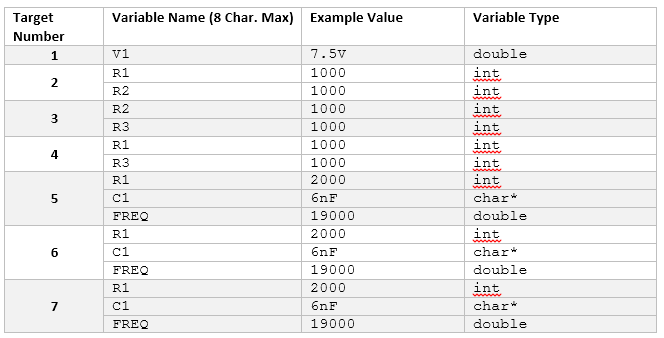 Target Number Variable Name (8 Char. Max) Example Value Variable Type
1 V1 7.5V double
2 R1 1000 int
R2 1000 int
3 R2 1000 int
R3 1000 int
4 R1 1000 int
R3 1000 int
5 R1 2000 int
C1 6nF char*
FREQ 19000 double
6 R1 2000 int
C1 6nF char*
FREQ 19000 double
7 R1 2000 int
C1 6nF char*
FREQ 19000 double